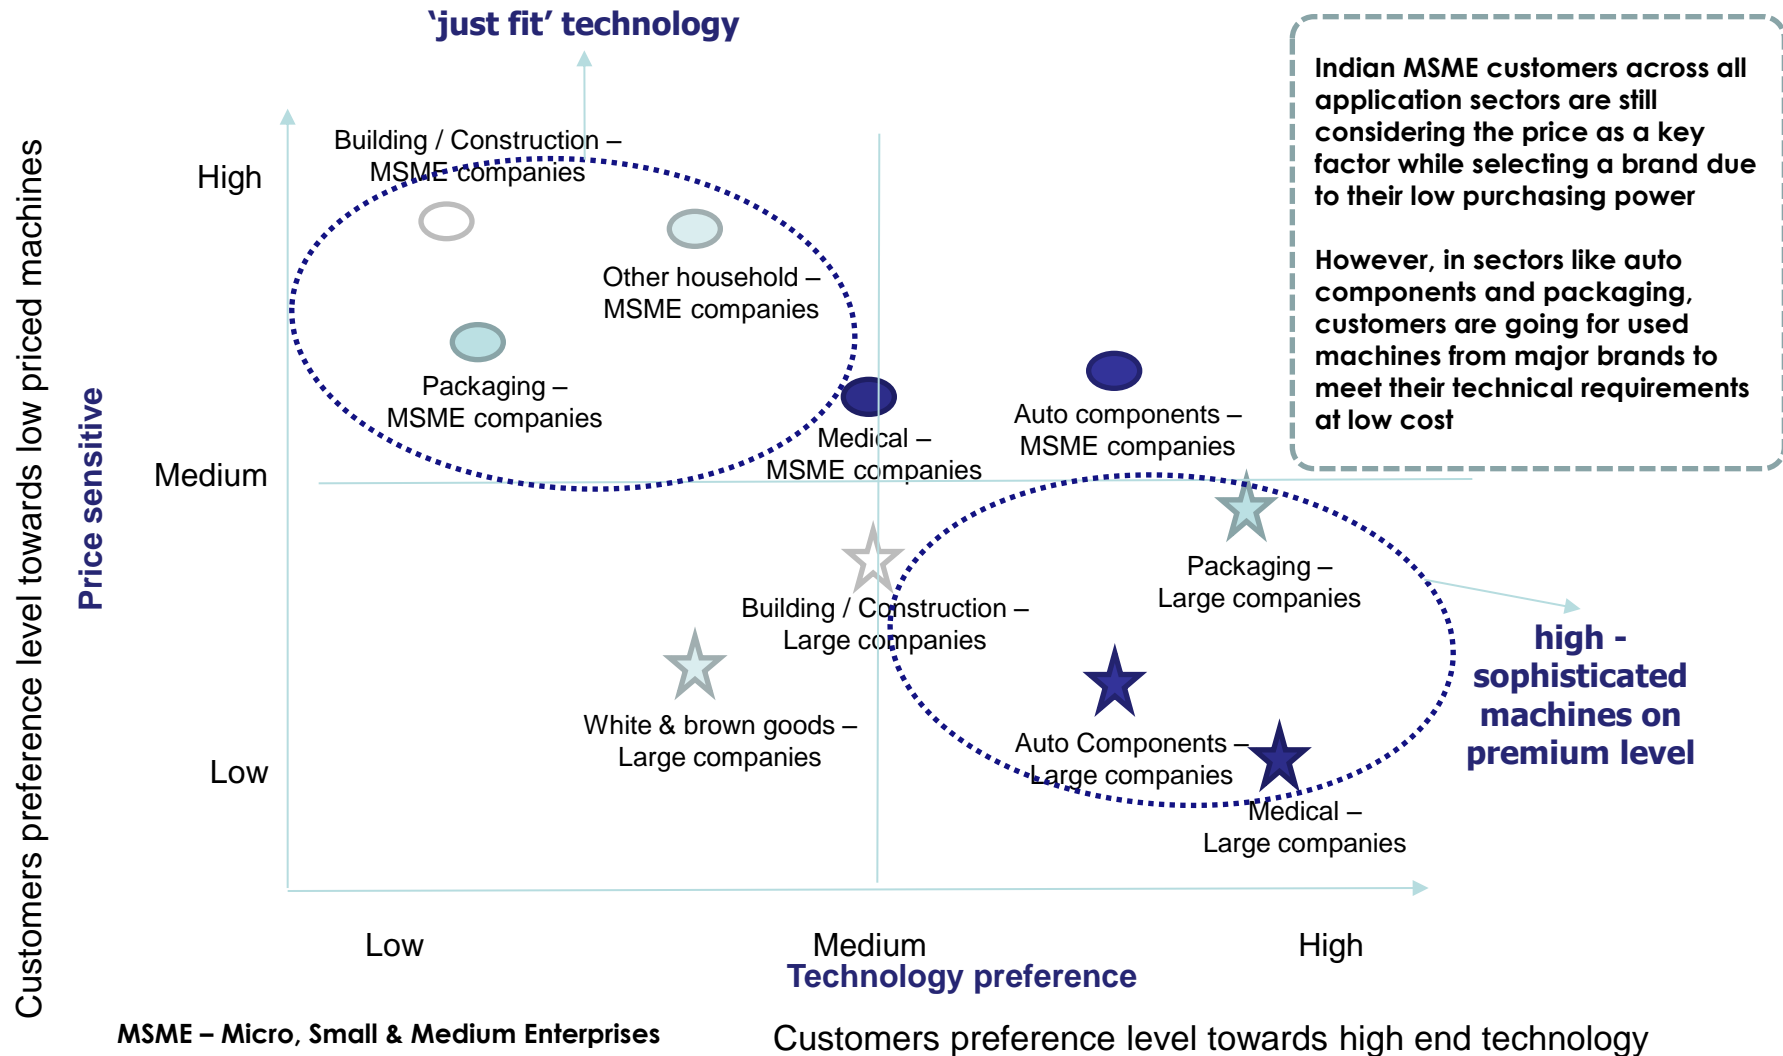 ‘just fit’ technology
Indian MSME customers across all
application sectors are still
considering the price as a key
factor while selecting a brand due
to their low purchasing power
However, in sectors like auto
components and packaging,
customers are going for used
machines from major brands to
meet their technical requirements
at low cost
Customers preference level towards low priced machines
Price sensitive
High
Medium
Low
Building / Construction –
MSME companies
Other household –
MSME companies
Packaging –
MSME companies
Medical –
MSME companies
Auto components –
MSME companies
Packaging –
Large companies
Building / Construction –
Large companies
White & brown goods –
Large companies
Auto Components –
Large companies
Medical –
Large companies
high -
sophisticated
machines on
premium level
Low
Medium
High
Technology preference
MSME – Micro, Small & Medium Enterprises
Customers preference level towards high end technology